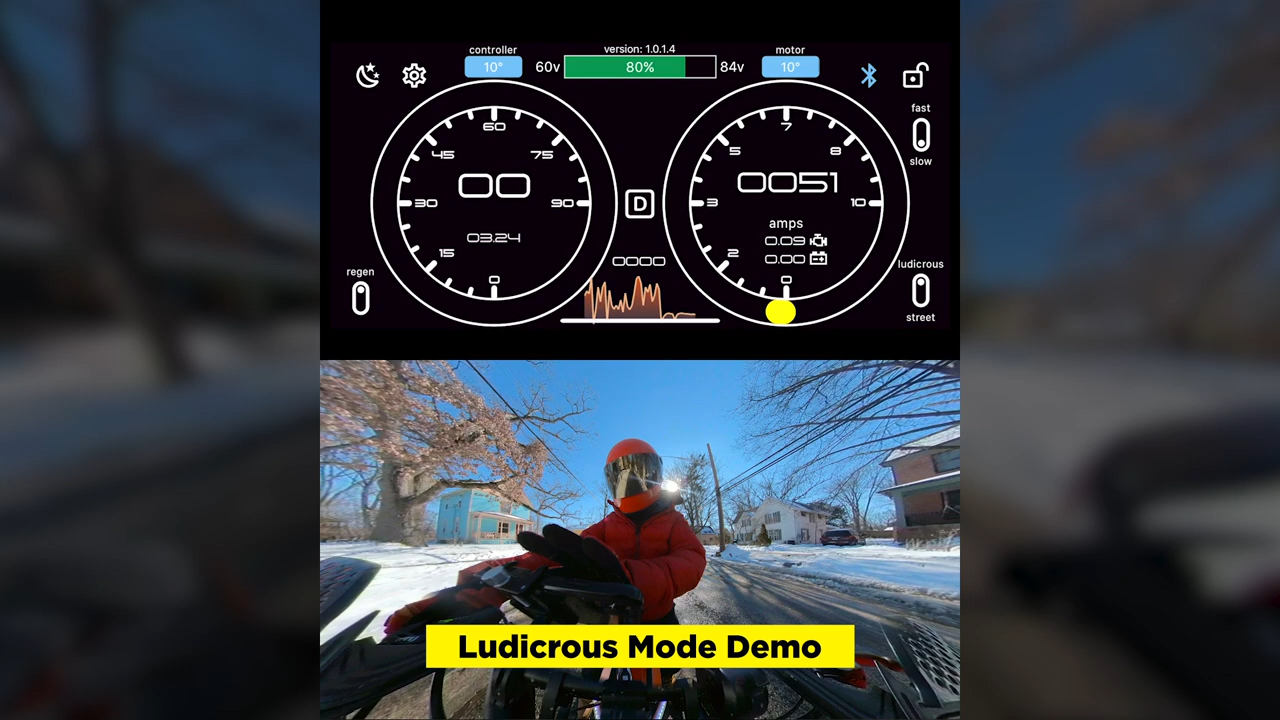 controller
version: 1.0.1.4
motor
10°
60v
80%
84v
10°
fast
slow
60
45
75
00
30
90
03.24
15
0
D
0000
7
5
8
0051
3
10
amps
0.09
0.00
2
0
regen
ludicrous
street
Ludicrous Mode Demo